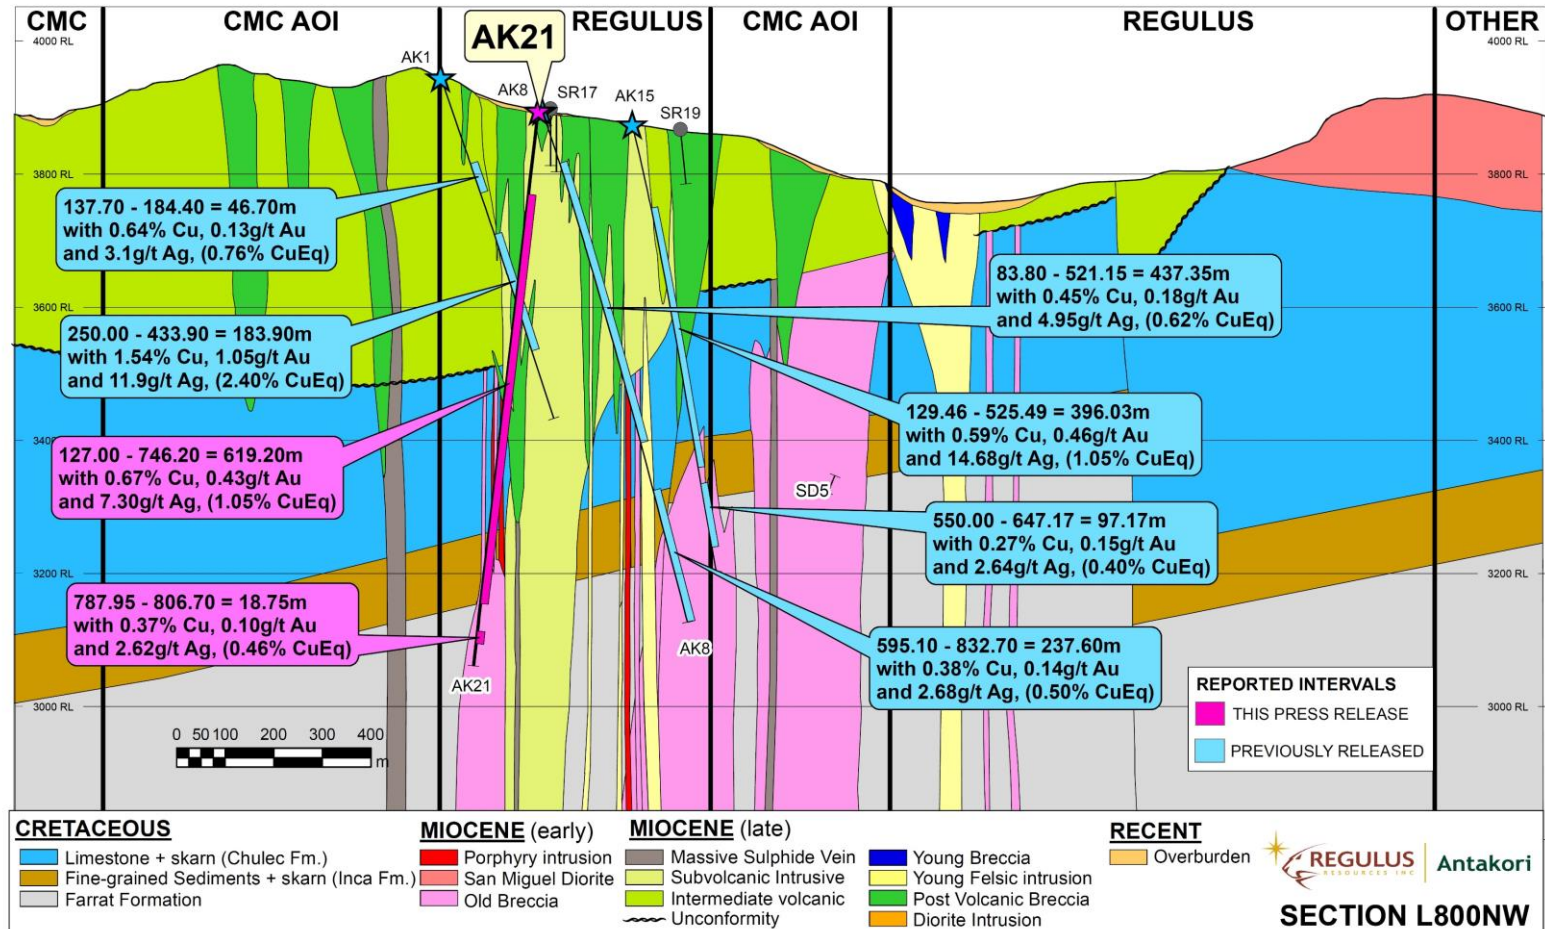 CMC
CMC AOI
REGULUS
CMC AOI
REGULUS
OTHER
4000 RL
4000 RL
AK21
AK1
AK8
SR17
AK15
SR19
3800 RL
3800 RL
137.70 - 184.40 = 46.70m
with 0.64% Cu, 0.13g/t Au
and 3.1g/t Ag, (0.76% CuEq)
83.80 - 521.15 = 437.35m
with 0.45% Cu, 0.18g/t Au
and 4.95g/t Ag, (0.62% CuEq)
3600 RL
3600 RL
250.00 - 433.90 = 183.90m
with 1.54% Cu, 1.05g/t Au
and 11.9g/t Ag, (2.40% CuEq)
129.46 - 525.49 = 396.03m
with 0.59% Cu, 0.46g/t Au
and 14.68g/t Ag, (1.05% CuEq)
3400 RL
3400 RL
127.00 - 746.20 = 619.20m
with 0.67% Cu, 0.43g/t Au
and 7.30g/t Ag, (1.05% CuEq)
SD5
550.00 - 647.17 = 97.17m
with 0.27% Cu, 0.15g/t Au
and 2.64g/t Ag, (0.40% CuEq)
3200 RL
3200 RL
787.95 - 806.70 = 18.75m
with 0.37% Cu, 0.10g/t Au
and 2.62g/t Ag, (0.46% CuEq)
595.10 - 832.70 = 237.60m
with 0.38% Cu, 0.14g/t Au
and 2.68g/t Ag, (0.50% CuEq)
AK8
AK21
3000 RL
3000 RL
REPORTED INTERVALS
THIS PRESS RELEASE
PREVIOUSLY RELEASED
0 50 100 200 300 400
m
CRETACEOUS
Limestone + skarn (Chulec Fm.)
Fine-grained Sediments + skarn (Inca Fm.)
Farrat Formation
MIOCENE (early)
Porphyry intrusion
San Miguel Diorite
Old Breccia
MIOCENE (late)
Massive Sulphide Vein
Subvolcanic Intrusive
Intermediate volcanic
Unconformity
Young Breccia
Young Felsic intrusion
Post Volcanic Breccia
Diorite Intrusion
RECENT
Overburden
REGULUS
RESOURCES INC
Antakori
SECTION L800NW